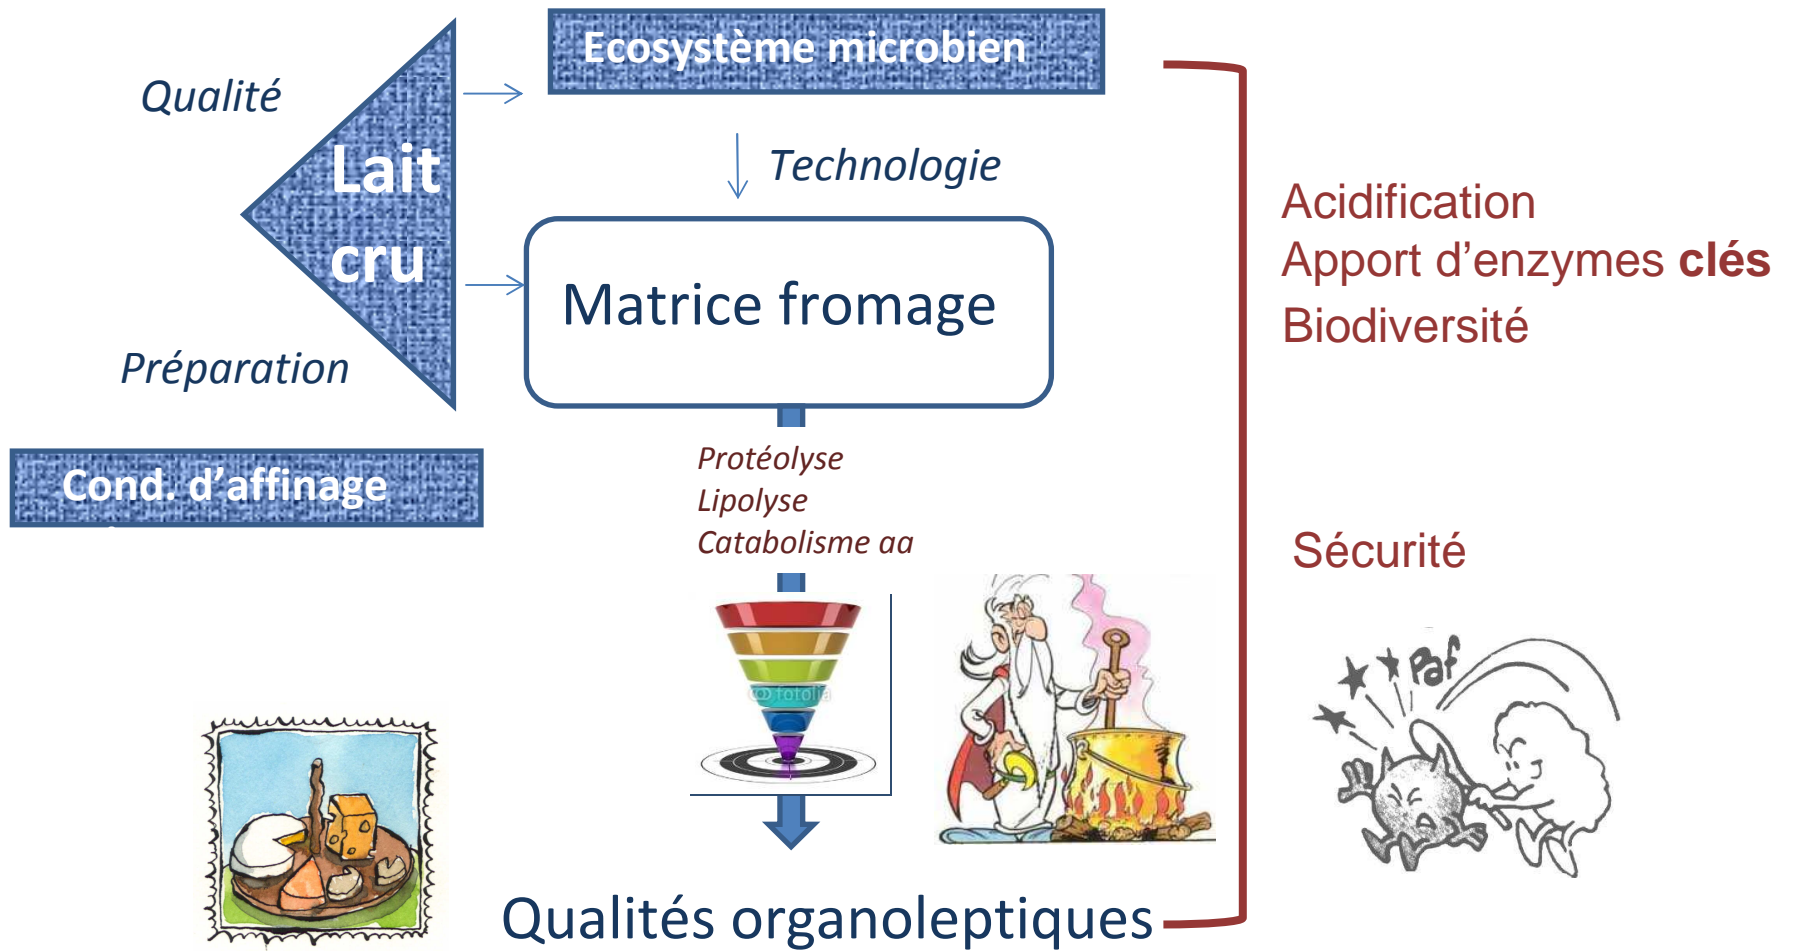 Ecosystème microbien
Qualité
Lait
cru
Technologie
Matrice fromage
Préparation
Acidification
Apport d'enzymes clés
Biodiversité
Cond. d'affinage
Protéolyse
Lipolyse
Catabolisme aa
Sécurité
fotolia
Paf
Qualités organoleptiques